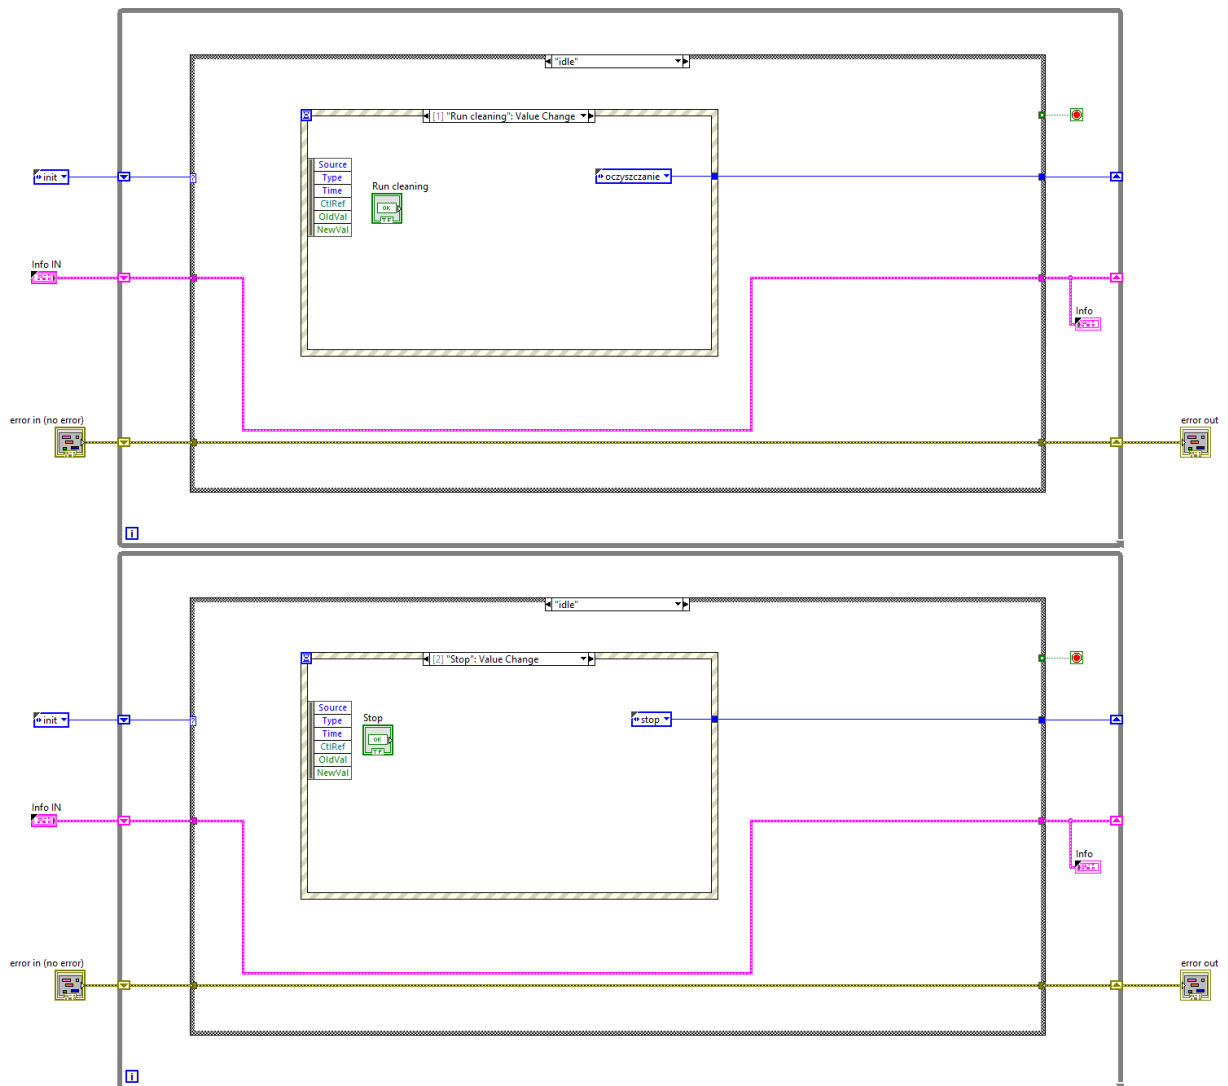 "idle"
[1] "Run cleaning": Value Change
init
Source
Type
Time
CtlRef
OldVal
NewVal
Run cleaning
OK
TF
oczyszczanie
Info IN
Info
error in (no error)
error out
i
"idle"
[2] "Stop": Value Change
init
Source
Type
Time
CtlRef
OldVal
NewVal
Stop
OK
TF
stop
Info IN
Info
error in (no error)
error out
i